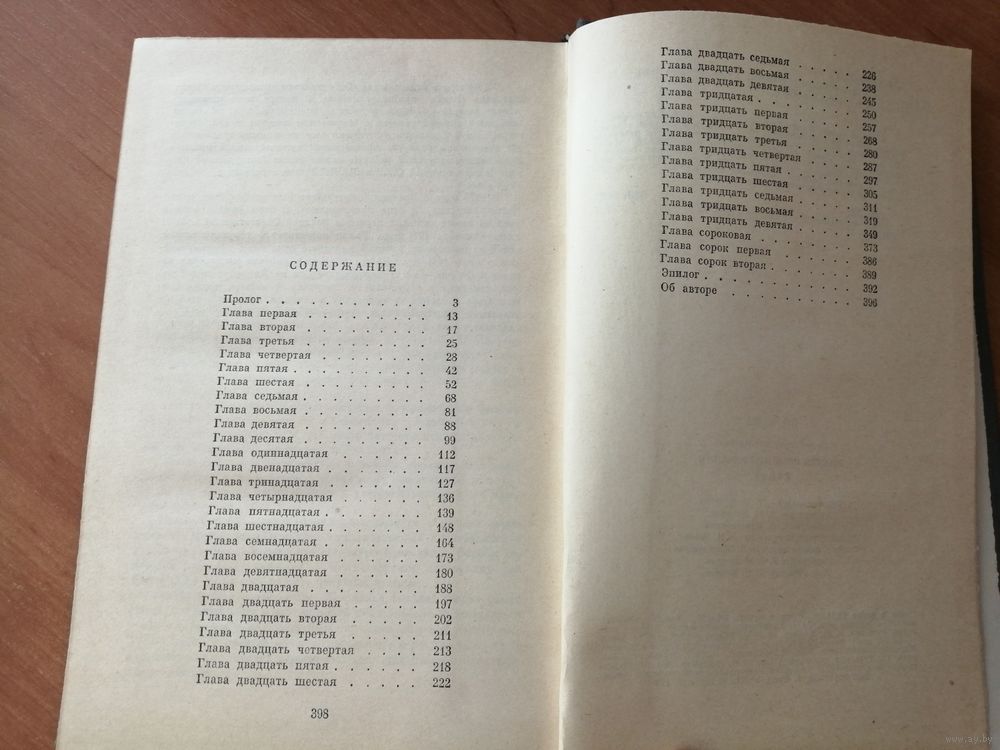 СОДЕРЖАНИЕ
Пролог . . . . . . . . . . . . 3
Глава первая . . . . . . . . . 13
Глава вторая . . . . . . . . . 17
Глава третья . . . . . . . . . 25
Глава четвертая . . . . . . . . 28
Глава пятая . . . . . . . . . . 42
Глава шестая . . . . . . . . . 52
Глава седьмая . . . . . . . . . 68
Глава восьмая . . . . . . . . . 81
Глава девятая . . . . . . . . . 88
Глава десятая . . . . . . . . . 99
Глава одиннадцатая . . . . . . . 112
Глава двенадцатая . . . . . . . 117
Глава тринадцатая . . . . . . . 127
Глава четырнадцатая . . . . . . 136
Глава пятнадцатая . . . . . . . 139
Глава шестнадцатая . . . . . . . 148
Глава семнадцатая . . . . . . . 164
Глава восемнадцатая . . . . . . 173
Глава девятнадцатая . . . . . . 180
Глава двадцатая . . . . . . . . 188
Глава двадцать первая . . . . . 197
Глава двадцать вторая . . . . . 202
Глава двадцать третья . . . . . 211
Глава двадцать четвертая . . . . 213
Глава двадцать пятая . . . . . . 218
Глава двадцать шестая . . . . . 222
398
Глава двадцать седьмая . . . . . 226
Глава двадцать восьмая . . . . . 238
Глава двадцать девятая . . . . . 245
Глава тридцатая . . . . . . . . 250
Глава тридцать первая . . . . . 257
Глава тридцать вторая . . . . . 268
Глава тридцать третья . . . . . 280
Глава тридцать четвертая . . . . 287
Глава тридцать пятая . . . . . . 297
Глава тридцать шестая . . . . . 305
Глава тридцать седьмая . . . . . 311
Глава тридцать восьмая . . . . . 319
Глава тридцать девятая . . . . . 349
Глава сороковая . . . . . . . . 373
Глава сорок первая . . . . . . . 386
Глава сорок вторая . . . . . . . 389
Эпилог . . . . . . . . . . . . 392
Об авторе . . . . . . . . . . . 396
www.ay.by